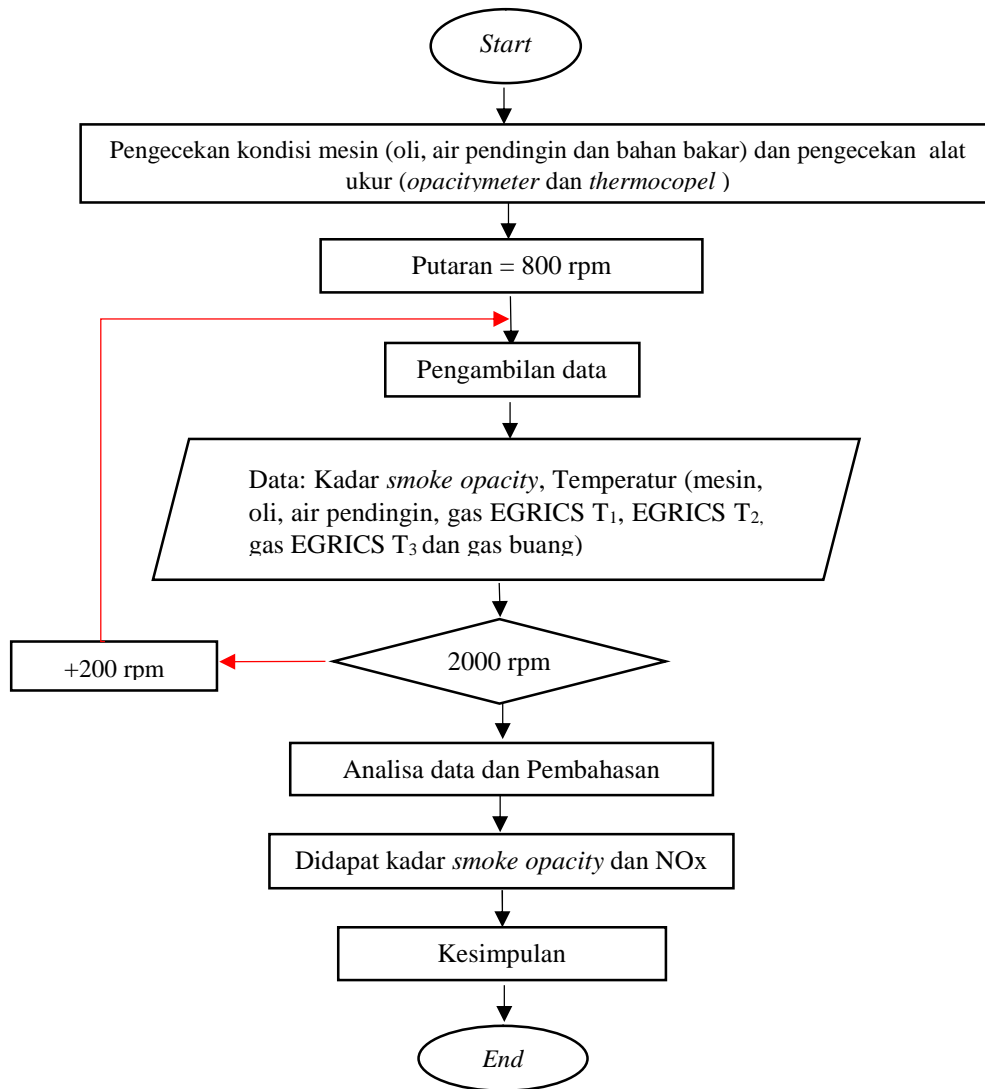 Start
Pengecekan kondisi mesin (oli, air pendingin dan bahan bakar) dan pengecekan alat
ukur (opacitymeter dan thermocopel )
Putaran = 800 rpm
Pengambilan data
Data: Kadar smoke opacity, Temperatur (mesin,
oli, air pendingin, gas EGRICS T₁, EGRICS T₂,
gas EGRICS T₃ dan gas buang)
2000 rpm
+200 rpm
Analisa data dan Pembahasan
Didapat kadar smoke opacity dan NOx
Kesimpulan
End